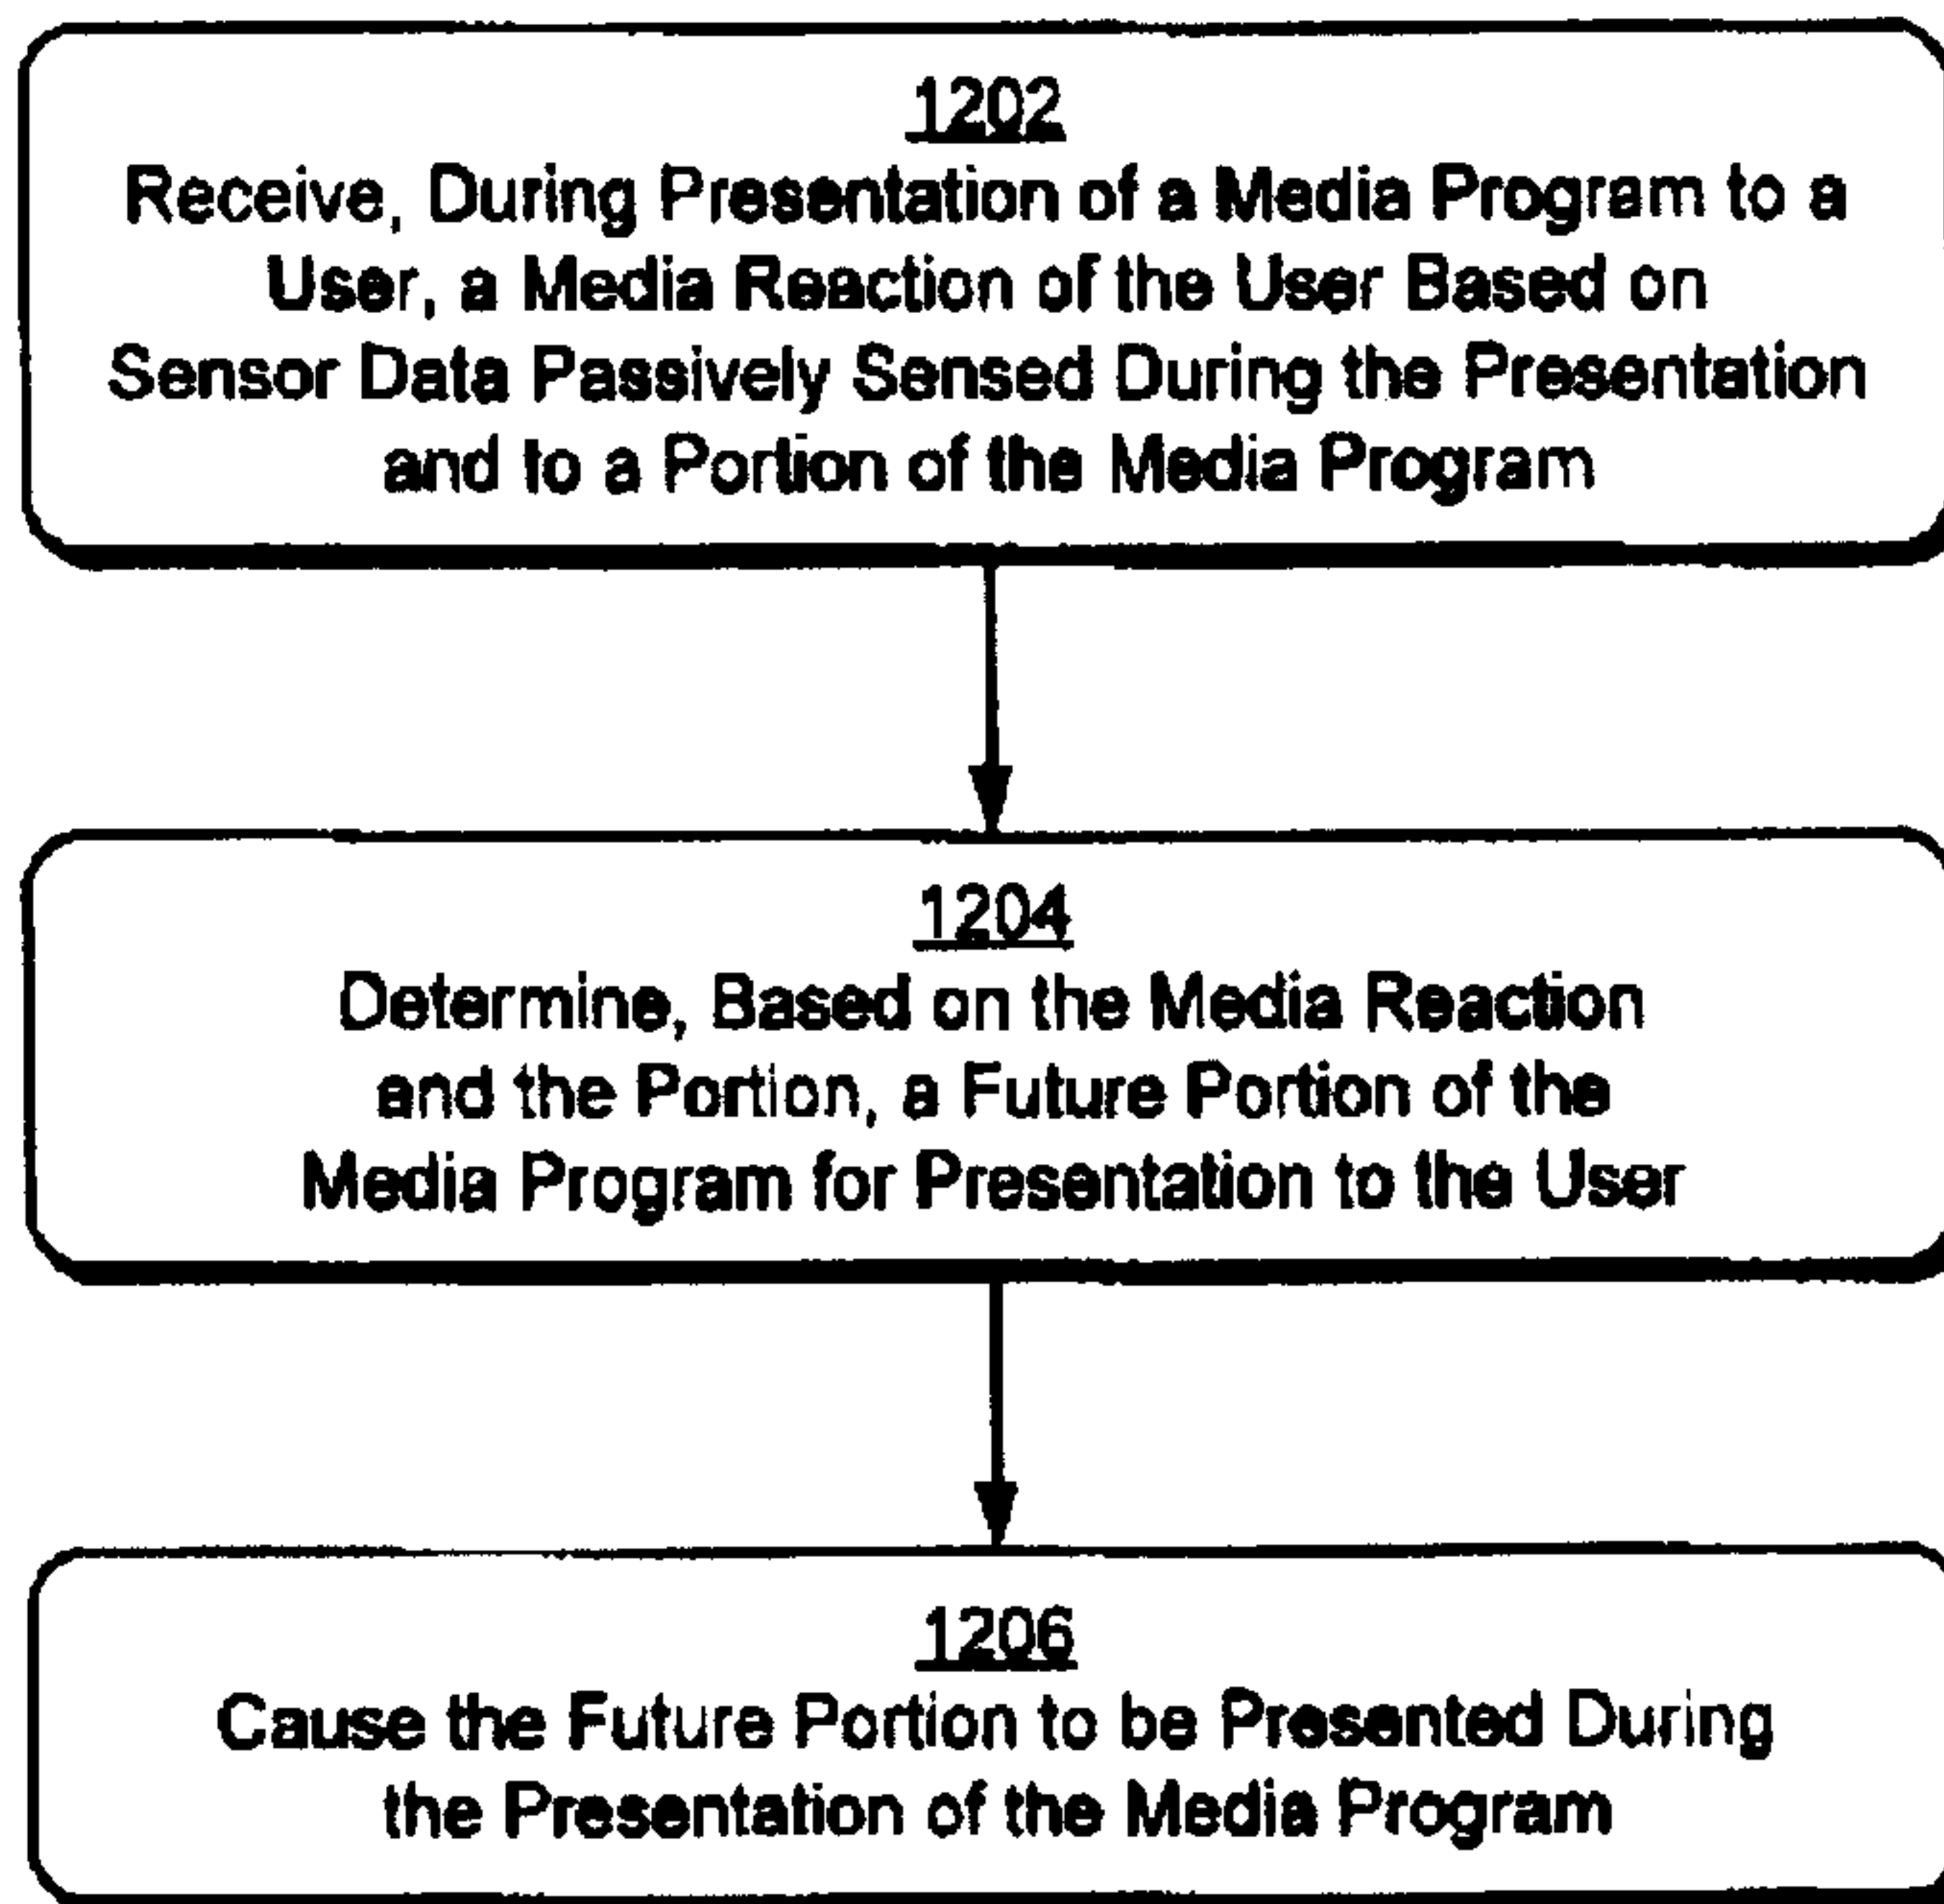 1202
Receive, During Presentation of a Media Program to a
User, a Media Reaction of the User Based on
Sensor Data Passively Sensed During the Presentation
and to a Portion of the Media Program
1204
Determine, Based on the Media Reaction
and the Portion, a Future Portion of the
Media Program for Presentation to the User
1206
Cause the Future Portion to be Presented During
the Presentation of the Media Program